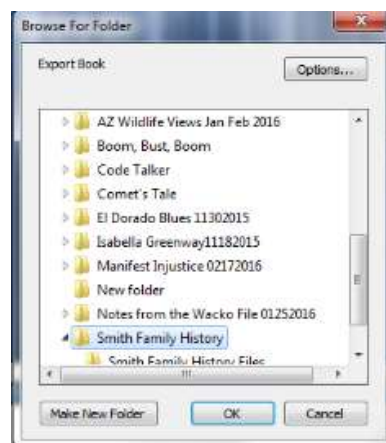 Browse For Folder
Export Book
Options...
AZ Wildlife Views Jan Feb 2016
Boom, Bust, Boom
Code Talker
Comet's Tale
El Dorado Blues 11302015
Isabella Greenway11182015
Manifest Injustice 02172016
New folder
Notes from the Wacko File 01252016
Smith Family History
Smith Family History Files
Make New Folder
OK
Cancel